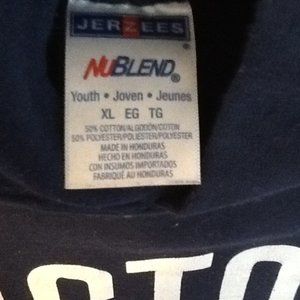 JERZEES
NUBLEND®
Youth • Joven • Jeunes
XL EG TG
50% COTTON/ALGODÓN/COTON
50% POLYESTER/POLIÉSTER/POLYESTER
MADE IN HONDURAS
HECHO EN HONDURAS
CON INSUMOS IMPORTADOS
FABRIQUÉ AU HONDURAS